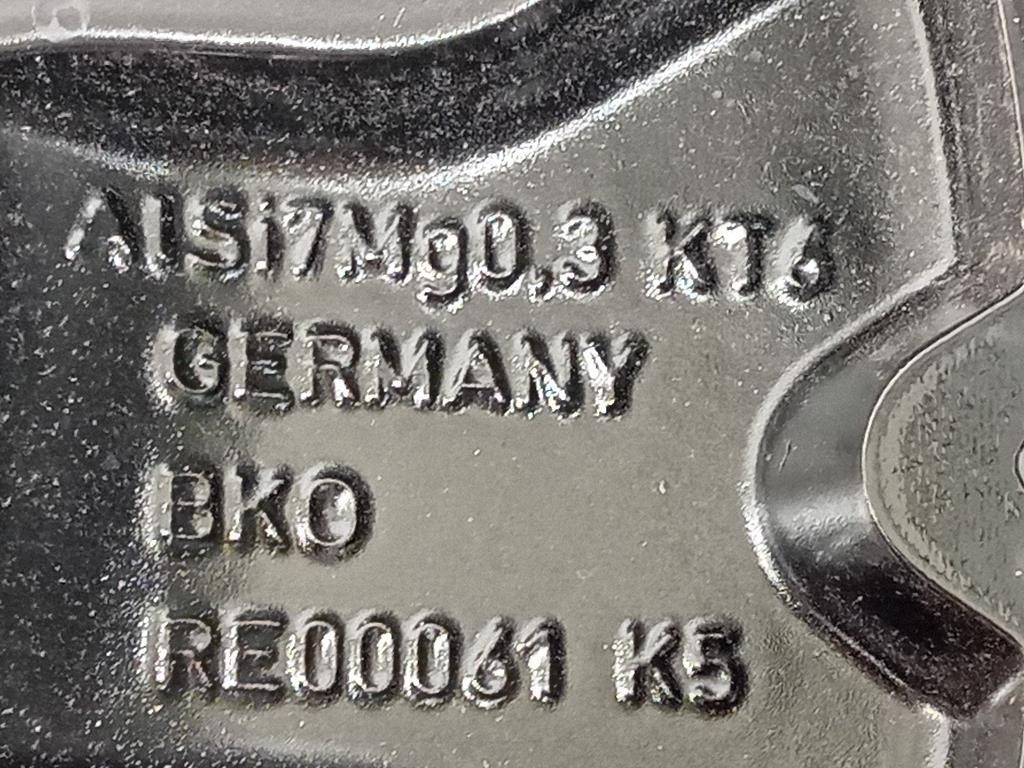 AlSi7Mg0,3 KT6
GERMANY
BKO
RE00061 K5